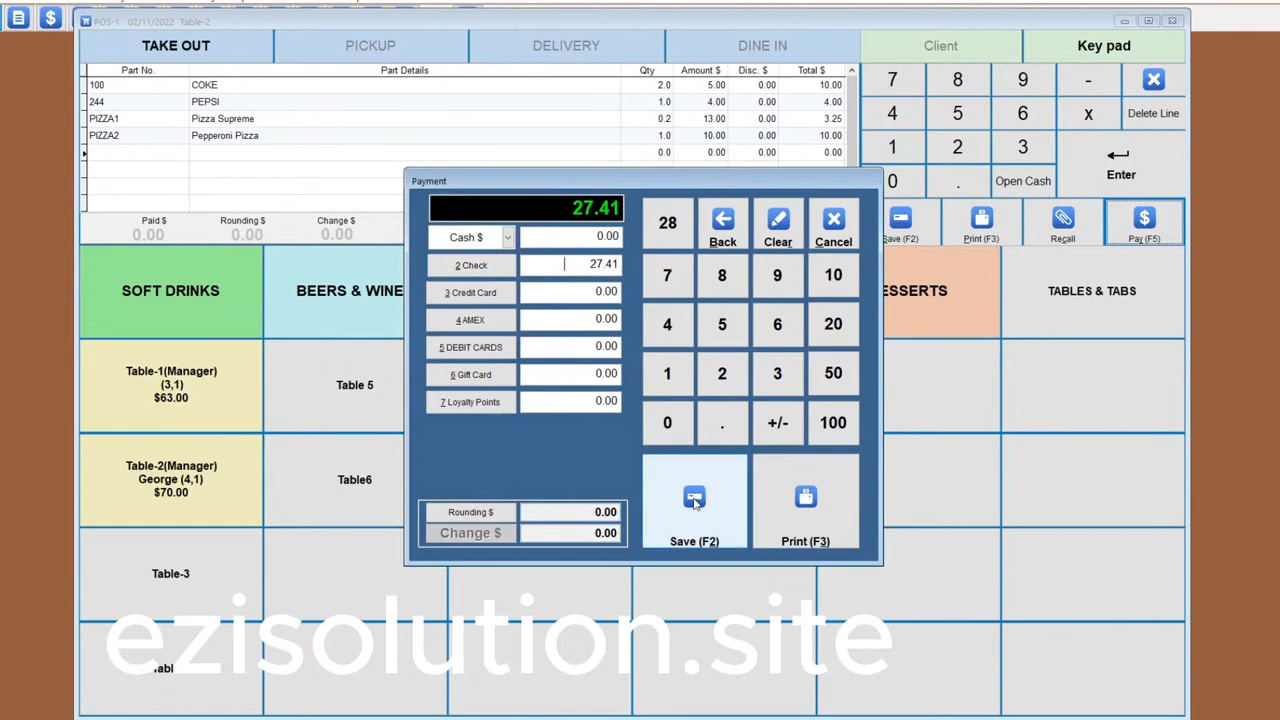 POS-1 02/11/2022 Table-2
TAKE OUT PICKUP DELIVERY DINE IN Client Key pad
Part No. Part Details Qty Amount $ Disc. $ Total $
100 COKE 2.0 5.00 0.00 10.00
244 PEPSI 1.0 4.00 0.00 4.00
PIZZA1 Pizza Supreme 0.2 13.00 0.00 3.25
PIZZA2 Pepperoni Pizza 1.0 10.00 0.00 10.00
0.0 0.00 0.00 0.00
7 8 9 -
4 5 6 x Delete Line
1 2 3
0 . Open Cash Enter
Paid $ Rounding $ Change $
0.00 0.00 0.00
Save (F2) Print (F3) Recall Pay (F5)
Payment
27.41
Cash $ 0.00
2 Check 27.41
3 Credit Card 0.00
4 AMEX 0.00
5 DEBIT CARDS 0.00
6 Gift Card 0.00
7 Loyalty Points 0.00
Rounding $ 0.00
Change $ 0.00
28 Back Clear Cancel
7 8 9 10
4 5 6 20
1 2 3 50
0 . +/- 100
Save (F2) Print (F3)
SOFT DRINKS BEERS & WINE TABLES & TABS
Table-1(Manager)
(3,1)
$63.00
Table 5
Table-2(Manager)
George (4,1)
$70.00
Table6
Table-3
ezisolution.site